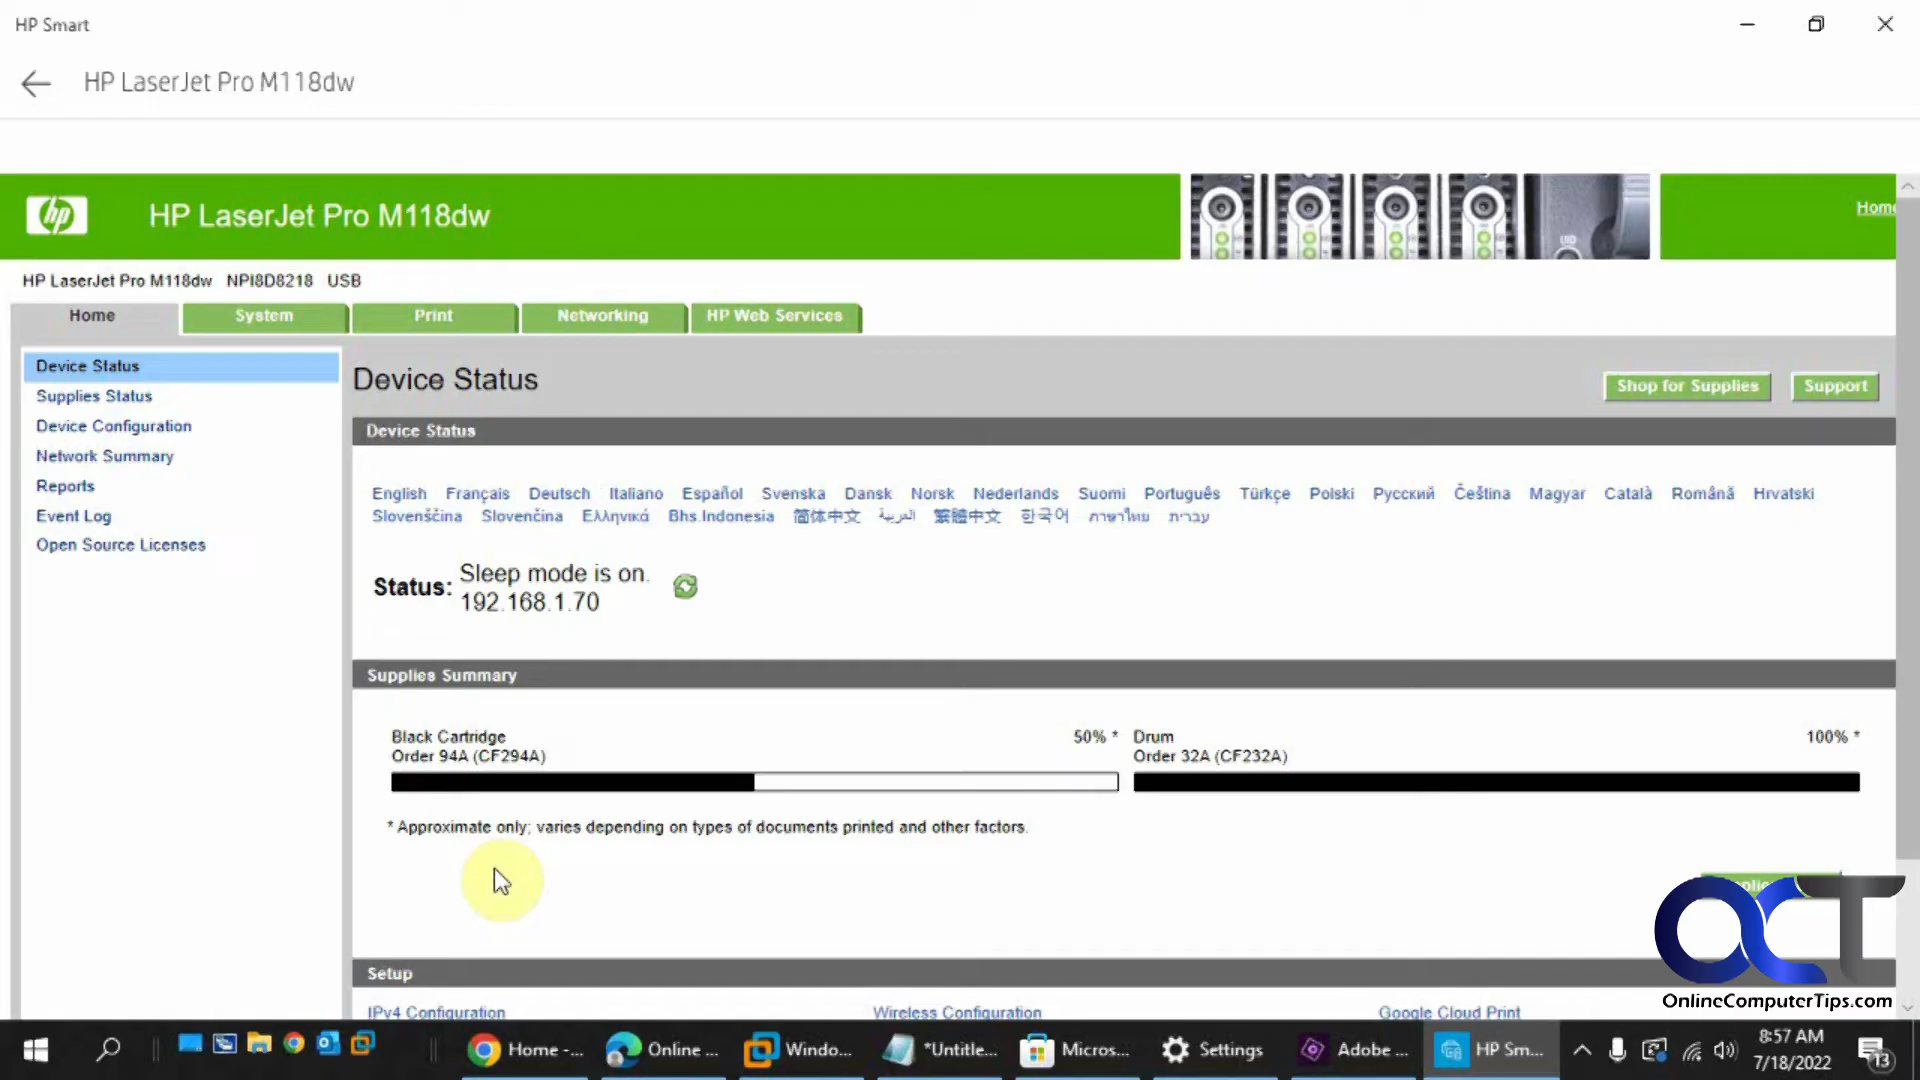 HP Smart
HP LaserJet Pro M118dw
hp
HP LaserJet Pro M118dw
UID
Home
HP LaserJet Pro M118dw NPI8D8218 USB
Home System Print Networking HP Web Services
Device Status
Supplies Status
Device Configuration
Network Summary
Reports
Event Log
Open Source Licenses
Device Status
Shop for Supplies Support
Device Status
English Français Deutsch Italiano Español Svenska Dansk Norsk Nederlands Suomi Português Türkçe Polski Русский Čeština Magyar Català Română Hrvatski
Slovenščina Slovenčina Ελληνικά Bhs.Indonesia 简体中文 العربية 繁體中文 한국어 ภาษาไทย עברית
Status: Sleep mode is on.
192.168.1.70
Supplies Summary
Black Cartridge 50% * Drum 100% *
Order 94A (CF294A) Order 32A (CF232A)
* Approximate only; varies depending on types of documents printed and other factors.
Setup
IPv4 Configuration Wireless Configuration Google Cloud Print
OCT
OnlineComputerTips.com
Home -... Online ... Windo... *Untitle... Micros... Settings Adobe ... HP Sm...
8:57 AM
7/18/2022
13